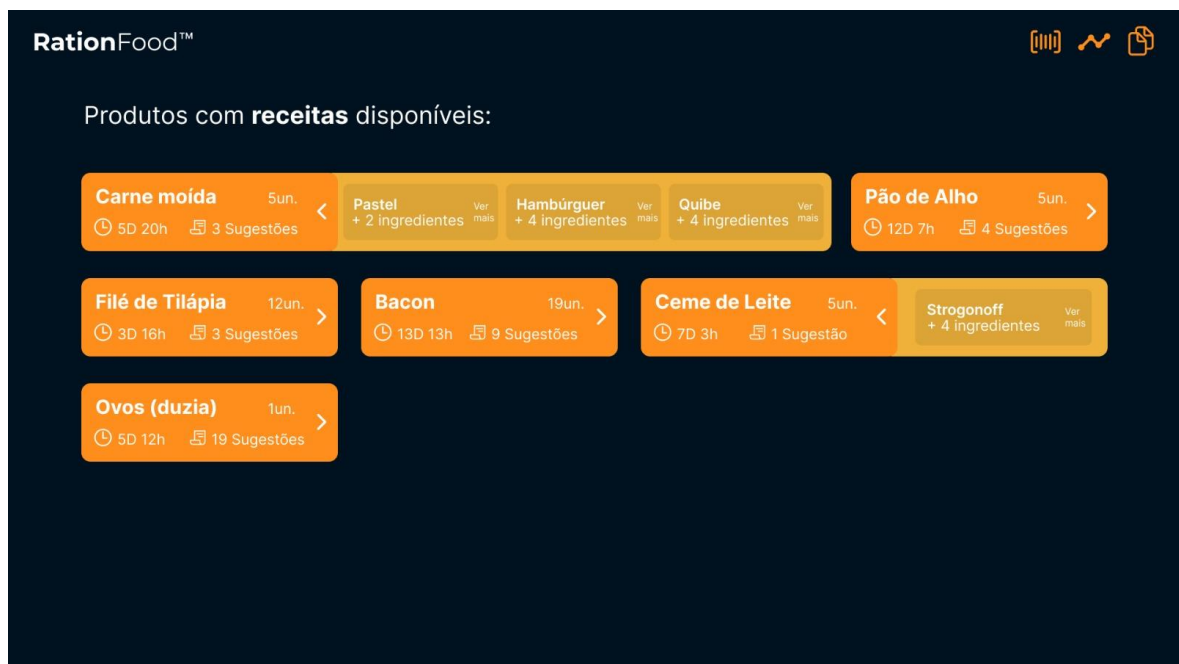 RationFood™
Produtos com receitas disponíveis:
Carne moída 5un.
5D 20h 3 Sugestões
Pastel Ver mais
+ 2 ingredientes
Hambúrguer Ver mais
+ 4 ingredientes
Quibe Ver mais
+ 4 ingredientes
Pão de Alho 5un.
12D 7h 4 Sugestões
Filé de Tilápia 12un.
3D 16h 3 Sugestões
Bacon 19un.
13D 13h 9 Sugestões
Ceme de Leite 5un.
7D 3h 1 Sugestão
Strogonoff Ver mais
+ 4 ingredientes
Ovos (duzia) 1un.
5D 12h 19 Sugestões